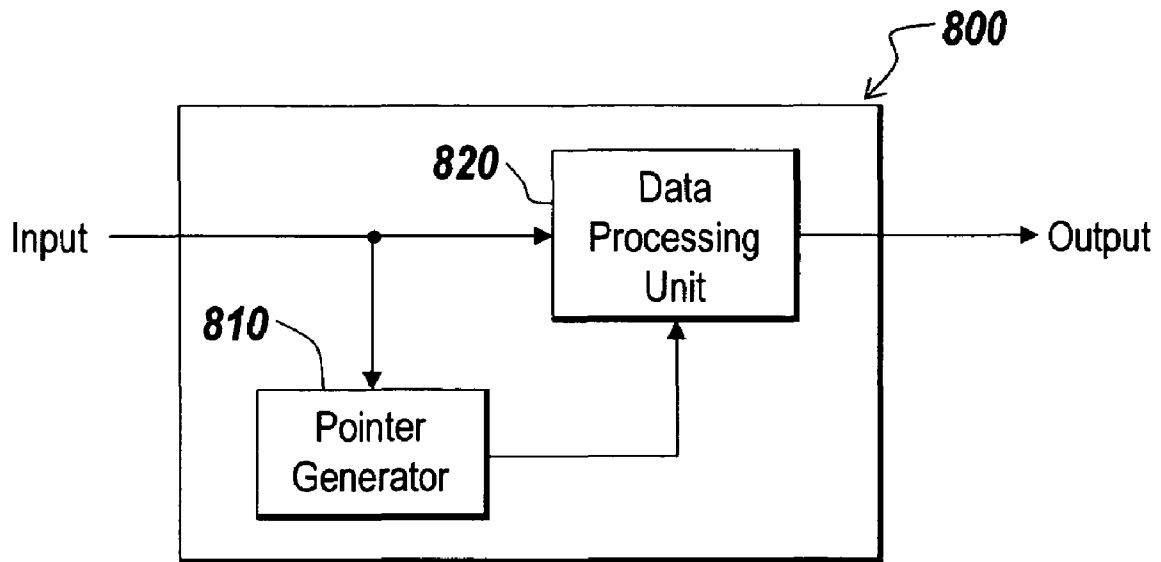 800
820
Data
Processing
Unit
Input
Output
810
Pointer
Generator